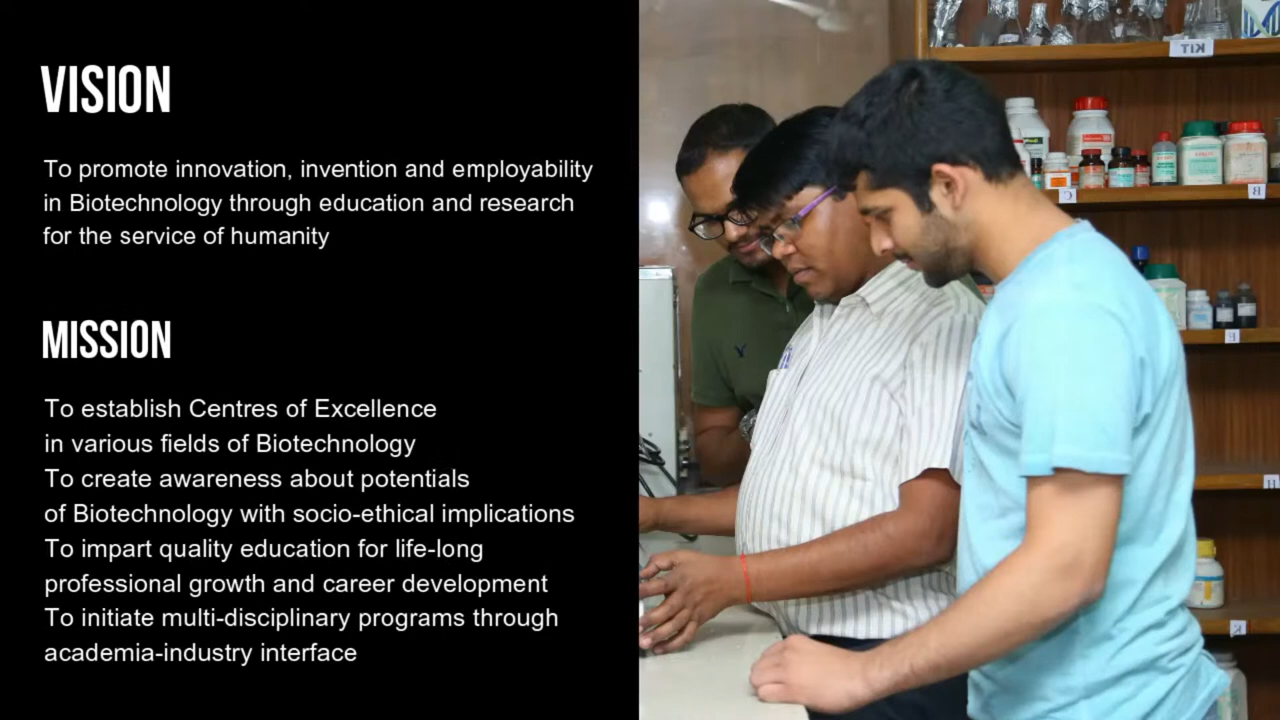 VISION
To promote innovation, invention and employability
in Biotechnology through education and research
for the service of humanity
MISSION
To establish Centres of Excellence
in various fields of Biotechnology
To create awareness about potentials
of Biotechnology with socio-ethical implications
To impart quality education for life-long
professional growth and career development
To initiate multi-disciplinary programs through
academia-industry interface
KIT
C
B
E
H
K